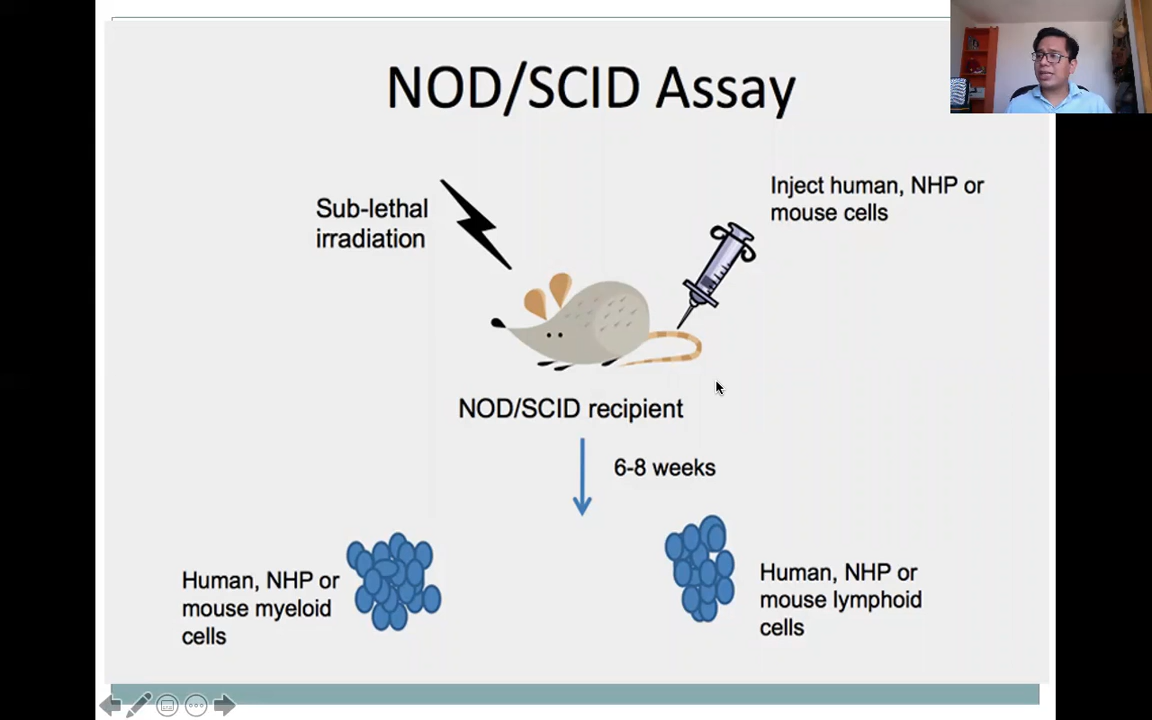 NOD/SCID Assay
Sub-lethal
irradiation
Inject human, NHP or
mouse cells
NOD/SCID recipient
6-8 weeks
Human, NHP or
mouse myeloid
cells
Human, NHP or
mouse lymphoid
cells